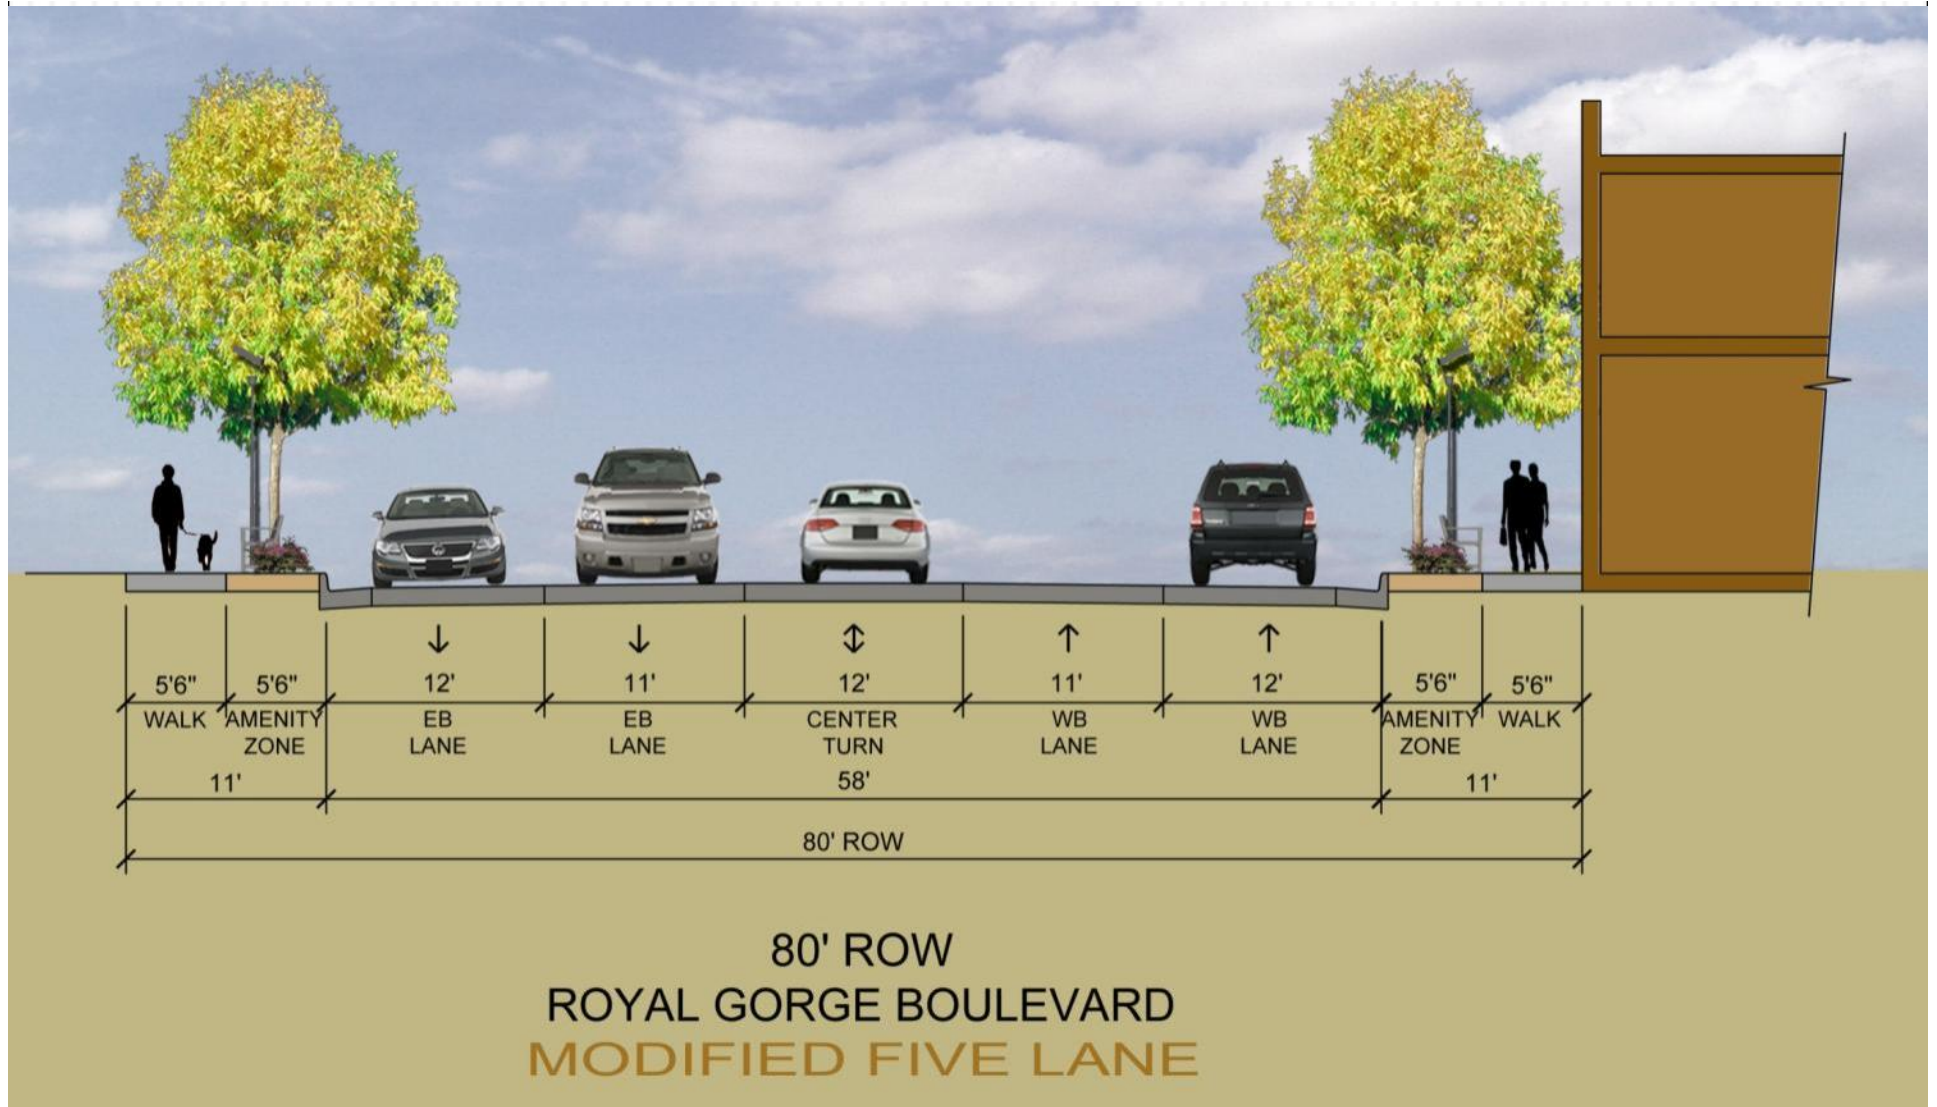 5'6"
5'6"
12'
11'
12'
11'
12'
5'6"
5'6"
WALK
AMENITY
ZONE
EB
LANE
EB
LANE
CENTER
TURN
WB
LANE
WB
LANE
AMENITY
ZONE
WALK
11'
58'
11'
80' ROW
80' ROW
ROYAL GORGE BOULEVARD
MODIFIED FIVE LANE